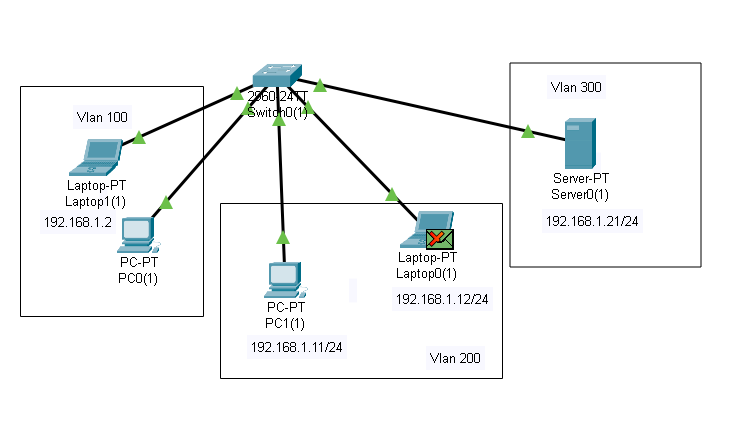 2960-24TT
Switch0(1)
Vlan 100
Laptop-PT
Laptop1(1)
192.168.1.2
PC-PT
PC0(1)
PC-PT
PC1(1)
192.168.1.11/24
Laptop-PT
Laptop0(1)
192.168.1.12/24
Vlan 200
Vlan 300
Server-PT
Server0(1)
192.168.1.21/24